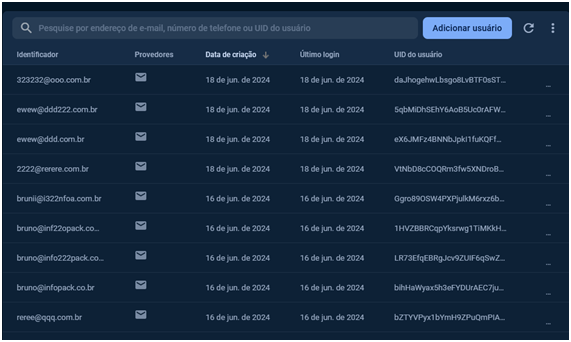 Pesquise por endereço de e-mail, número de telefone ou UID do usuário Adicionar usuário
Identificador Provedores Data de criação Último login UID do usuário
323232@ooo.com.br 18 de jun. de 2024 18 de jun. de 2024 daJhogehwLbsgo8LvBTF0sST...
ewew@ddd222.com.br 18 de jun. de 2024 18 de jun. de 2024 5qbMiDhSEhY6AoB5Uc0rAFW...
ewew@ddd.com.br 18 de jun. de 2024 18 de jun. de 2024 eX6JMFz4BNNbJpkI1fuKQFf...
2222@rerere.com.br 18 de jun. de 2024 18 de jun. de 2024 VtNbD8cCOQRm3fw5XNDroB...
brunii@i322nfoa.com.br 16 de jun. de 2024 16 de jun. de 2024 Ggro89OSW4PXPjulkM6rxz6b...
bruno@inf22opack.co... 16 de jun. de 2024 16 de jun. de 2024 1HVZBBRCqpYksrwg1TiMKkH...
bruno@info222pack.co... 16 de jun. de 2024 16 de jun. de 2024 LR73EfqEBRgJcv9ZUIF6qSwZ...
bruno@infopack.co.br 16 de jun. de 2024 16 de jun. de 2024 bihHaWyax5h3eFYDUrAEC7ju...
reree@qqq.com.br 16 de jun. de 2024 16 de jun. de 2024 bZTYVPyx1bYmH9ZPuQmPIA...